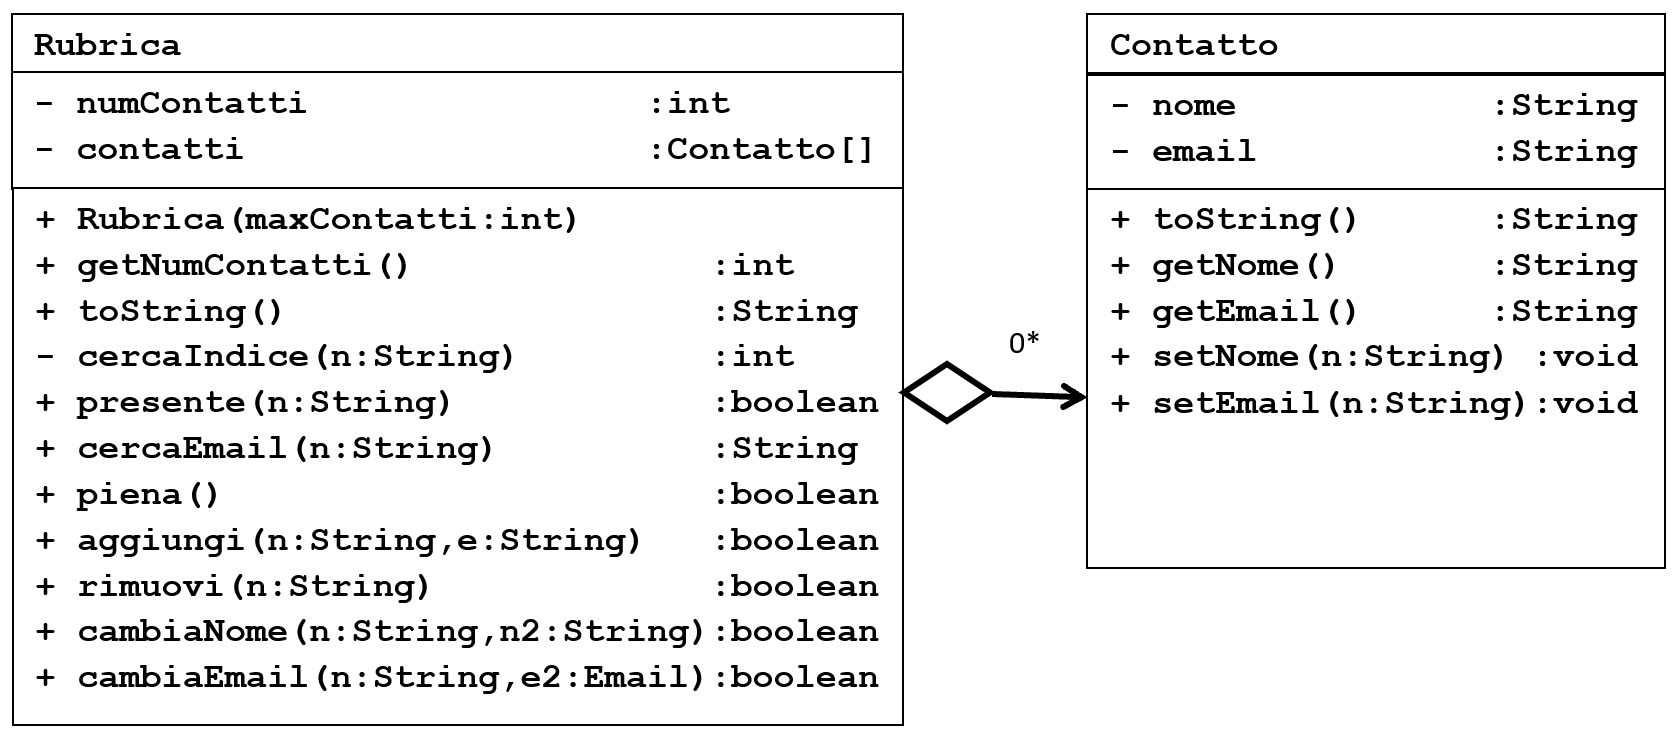 Rubrica
- numContatti :int
- contatti :Contatto[]
+ Rubrica(maxContatti:int)
+ getNumContatti() :int
+ toString() :String
- cercaIndice(n:String) :int
+ presente(n:String) :boolean
+ cercaEmail(n:String) :String
+ piena() :boolean
+ aggiungi(n:String,e:String) :boolean
+ rimuovi(n:String) :boolean
+ cambiaNome(n:String,n2:String):boolean
+ cambiaEmail(n:String,e2:Email):boolean
0*
Contatto
- nome :String
- email :String
+ toString() :String
+ getNome() :String
+ getEmail() :String
+ setNome(n:String) :void
+ setEmail(n:String):void